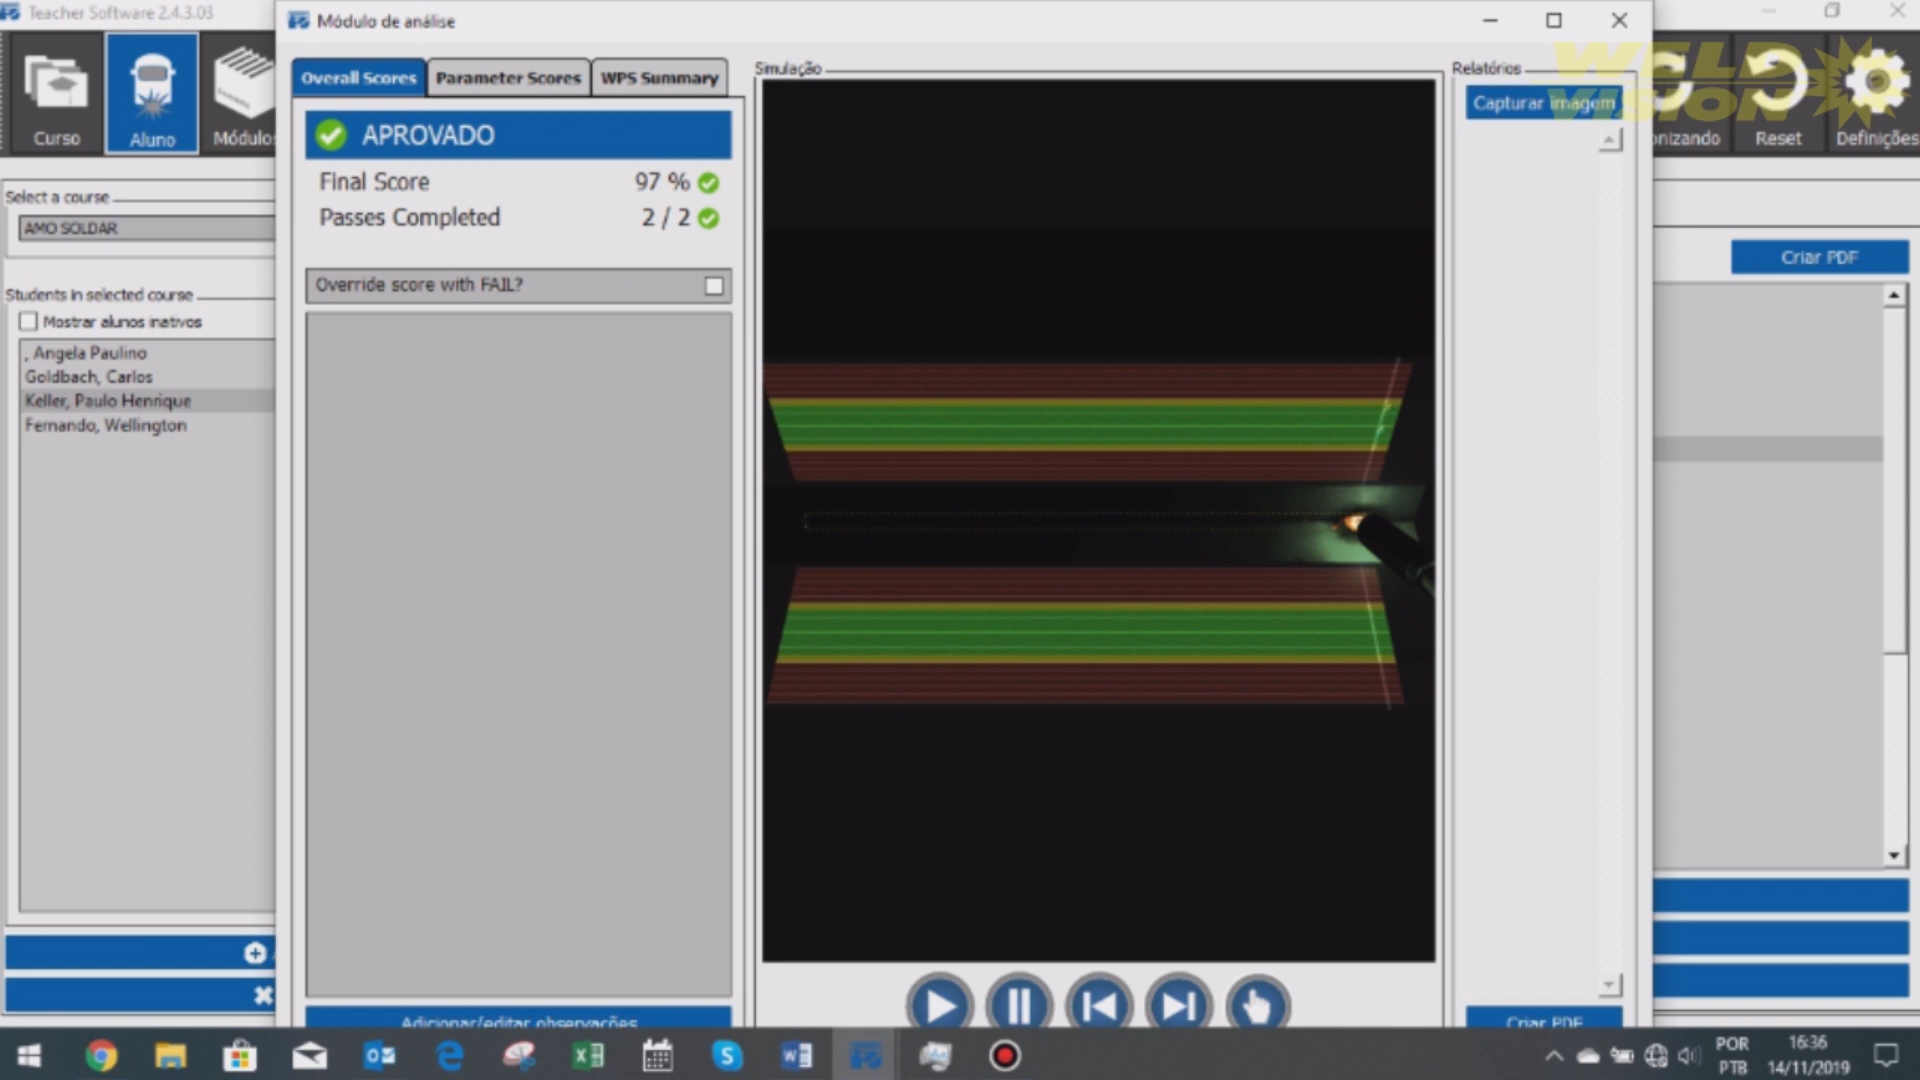 Teacher Software 2.4.3.03
Módulo de análise
WELD
VISION
Curso
Aluno
Módulos
Reset
Definições
Overall Scores
Parameter Scores
WPS Summary
Simulação
Relatórios
Capturar imagem
APROVADO
Final Score 97 %
Passes Completed 2 / 2
Override score with FAIL?
Select a course
AMO SOLDAR
Students in selected course
Mostrar alunos inativos
, Angela Paulino
Goldbach, Carlos
Keller, Paulo Henrique
Fernando, Wellington
Criar PDF
Adicionar/editar observações
Criar PDF
POR
PTB
16:36
14/11/2019